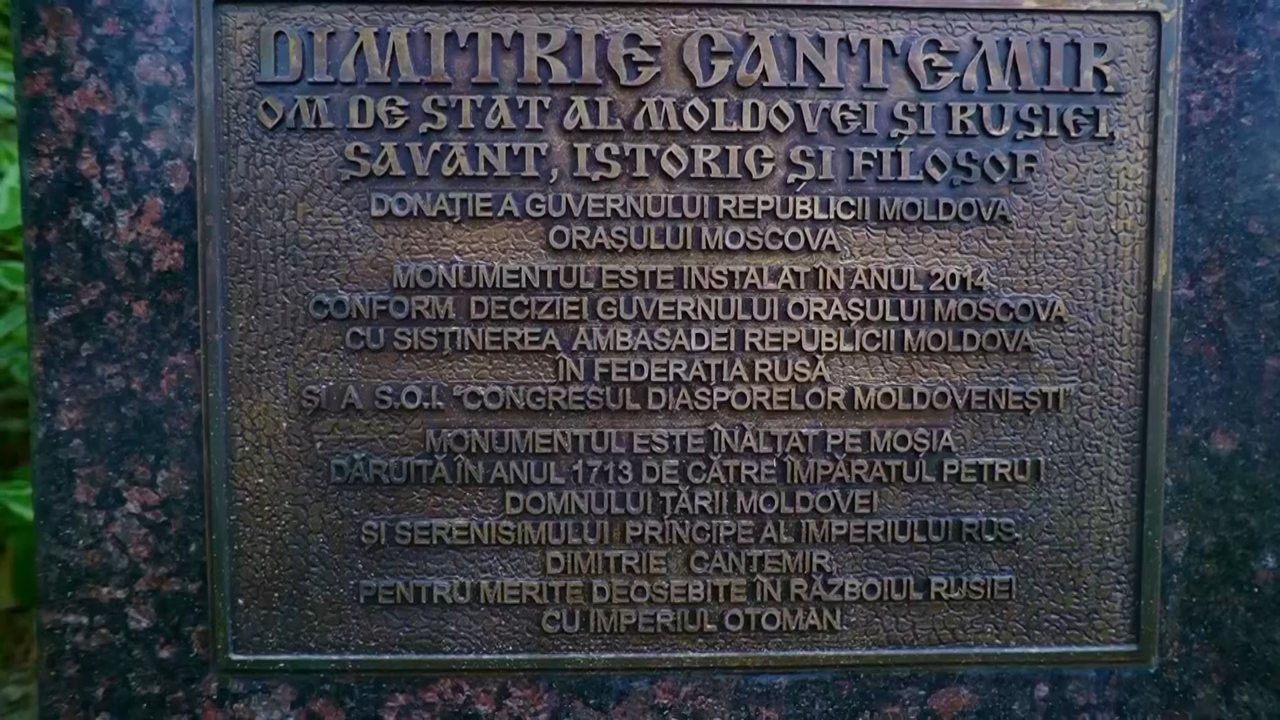 DIMITRIE CANTEMIR
OM DE STAT AL MOLDOVEI ȘI RUSIEI,
SAVANT, ISTORIC ȘI FILOSOF
DONAȚIE A GUVERNULUI REPUBLICII MOLDOVA
ORAȘULUI MOSCOVA
MONUMENTUL ESTE INSTALAT ÎN ANUL 2014
CONFORM DECIZIEI GUVERNULUI ORAȘULUI MOSCOVA
CU SISȚINEREA AMBASADEI REPUBLICII MOLDOVA
ÎN FEDERAȚIA RUSĂ
ȘI A S.O.I. "CONGRESUL DIASPORELOR MOLDOVENEȘTI"
MONUMENTUL ESTE ÎNĂLȚAT PE MOȘIA
DĂRUITĂ ÎN ANUL 1713 DE CĂTRE ÎMPĂRATUL PETRU I
DOMNULUI ȚĂRII MOLDOVEI
ȘI SERENISIMULUI PRINCIPE AL IMPERIULUI RUS
DIMITRIE CANTEMIR
PENTRU MERITE DEOSEBITE ÎN RĂZBOIUL RUSIEI
CU IMPERIUL OTOMAN